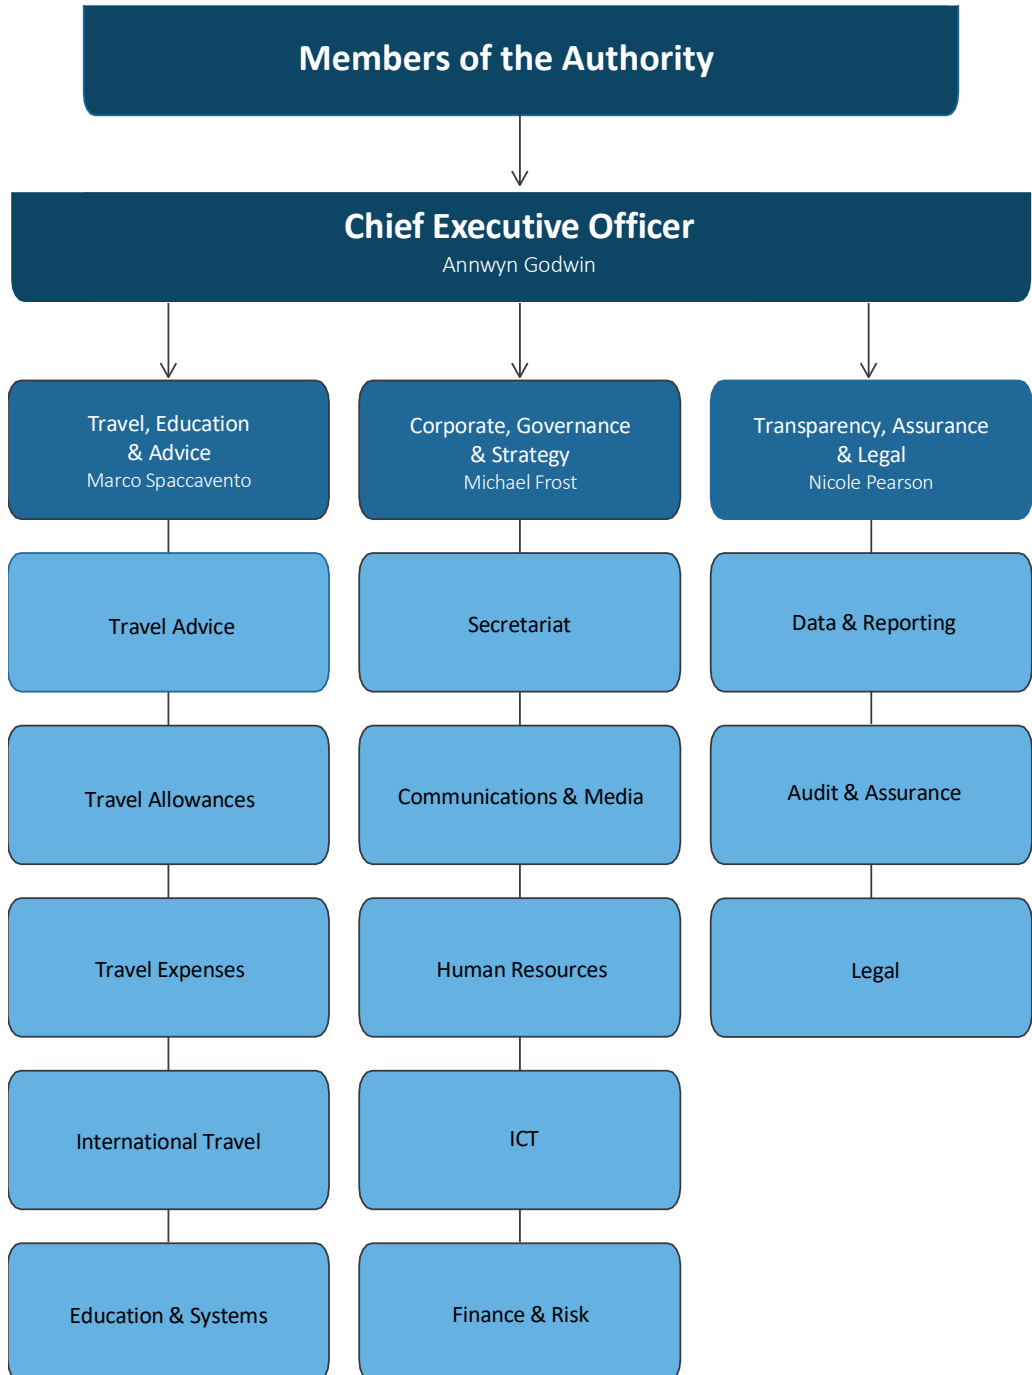 Members of the Authority
Chief Executive Officer
Annwyn Godwin
Travel, Education
& Advice
Marco Spaccavento
Corporate, Governance
& Strategy
Michael Frost
Transparency, Assurance
& Legal
Nicole Pearson
Travel Advice
Secretariat
Data & Reporting
Travel Allowances
Communications & Media
Audit & Assurance
Travel Expenses
Human Resources
Legal
International Travel
ICT
Education & Systems
Finance & Risk